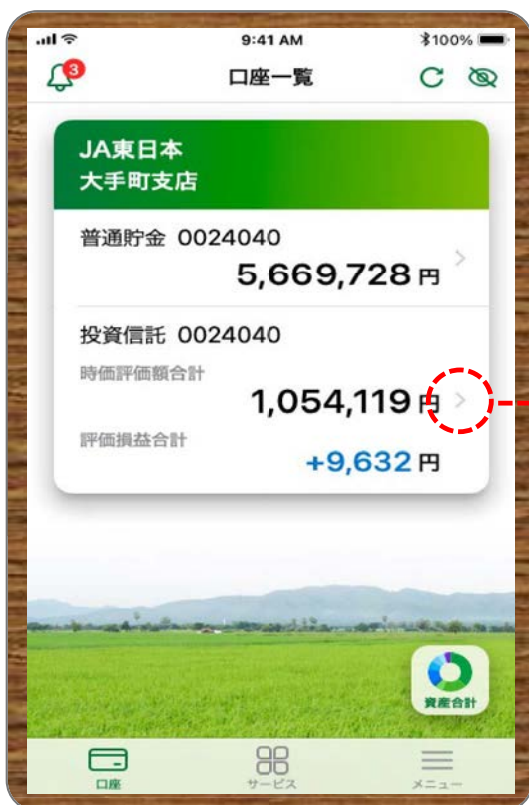 9:41 AM
100%
3
口座一覧
JA東日本
大手町支店
普通貯金 0024040
5,669,728 円
投資信託 0024040
時価評価額合計
1,054,119 円
評価損益合計
+9,632 円
資産合計
口座
サービス
メニュー